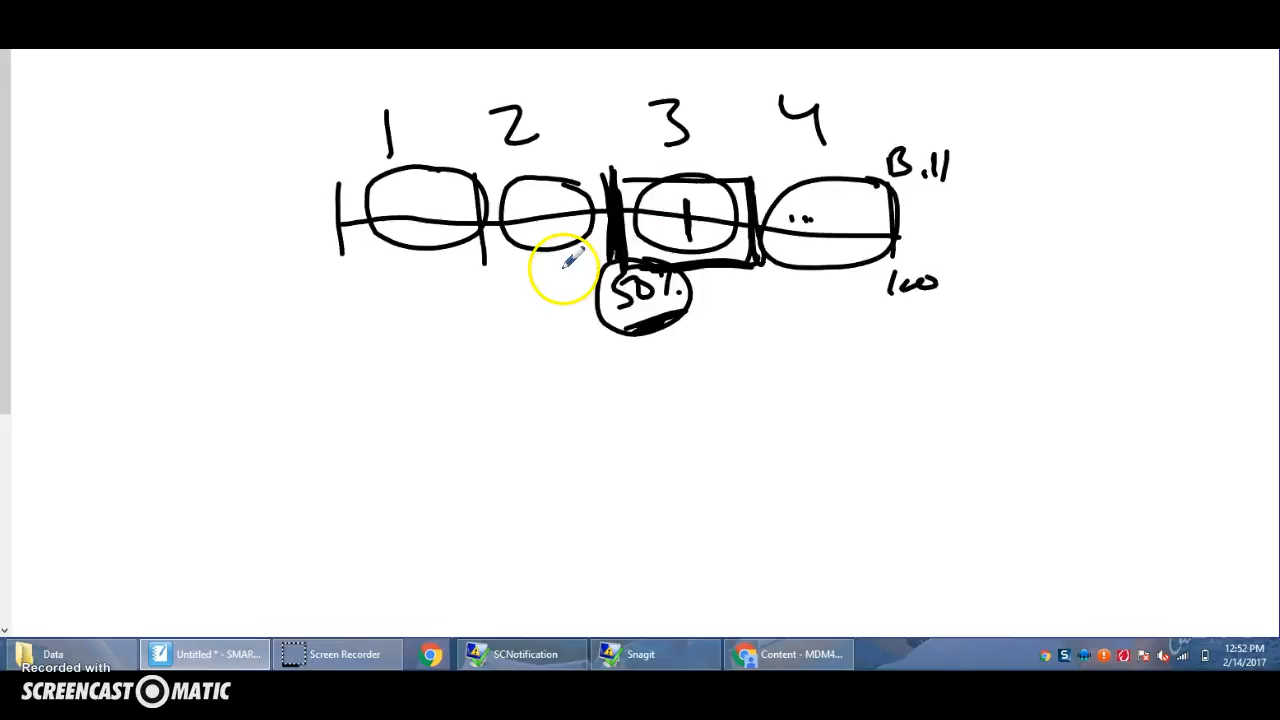 1 2 3 4
B.ll
1
...
50%
100
Data
Untitled * - SMAR...
Screen Recorder
SCNotification
Snagit
Content - MDM4...
12:52 PM
2/14/2017
Recorded with
SCREENCAST O MATIC